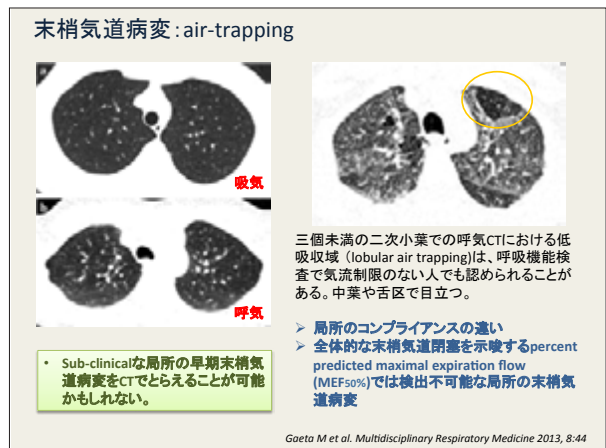 末梢気道病変：air-trapping
吸気
呼気
• Sub-clinicalな局所の早期末梢気
道病変をCTでとらえることが可能
かもしれない。
三個未満の二次小葉での呼気CTにおける低
吸収域 （lobular air trapping)は、呼吸機能検
査で気流制限のない人でも認められることが
ある。中葉や舌区で目立つ。
➢ 局所のコンプライアンスの違い
➢ 全体的な末梢気道閉塞を示唆するpercent
predicted maximal expiration flow
(MEF50%)では検出不可能な局所の末梢気
道病変
Gaeta M et al. Multidisciplinary Respiratory Medicine 2013, 8:44